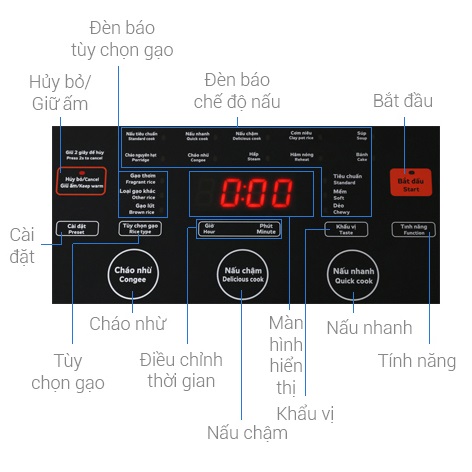 Đèn báo
tùy chọn gạo
Hủy bỏ/
Giữ ấm
Đèn báo
chế độ nấu
Bắt đầu
Giữ 2 giây để hủy
Press 2s to cancel
Nấu tiêu chuẩn
Standard cook
Nấu nhanh
Quick cook
Nấu chậm
Delicious cook
Cơm niêu
Clay pot rice
Súp
Soup
Cháo nguyên hạt
Porridge
Cháo nhừ
Congee
Hấp
Steam
Hâm nóng
Reheat
Bánh
Cake
Hủy bỏ/Cancel
Giữ ấm/Keep warm
Gạo thơm
Fragrant rice
Loại gạo khác
Other rice
Gạo lứt
Brown rice
0:00
Tiêu chuẩn
Standard
Mềm
Soft
Dẻo
Chewy
Bắt đầu
Start
Cài đặt
Preset
Tùy chọn gạo
Rice type
Giờ
Hour
Phút
Minute
Khẩu vị
Taste
Tính năng
Function
Cháo nhừ
Congee
Nấu chậm
Delicious cook
Nấu nhanh
Quick cook
Cài
đặt
Cháo nhừ
Tùy
chọn gạo
Điều chỉnh
thời gian
Nấu chậm
Màn
hình
hiển
thị
Khẩu vị
Nấu nhanh
Tính năng